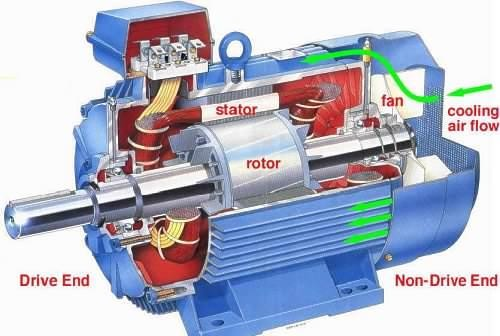 stator
fan
cooling
air flow
rotor
Drive End
Non-Drive End